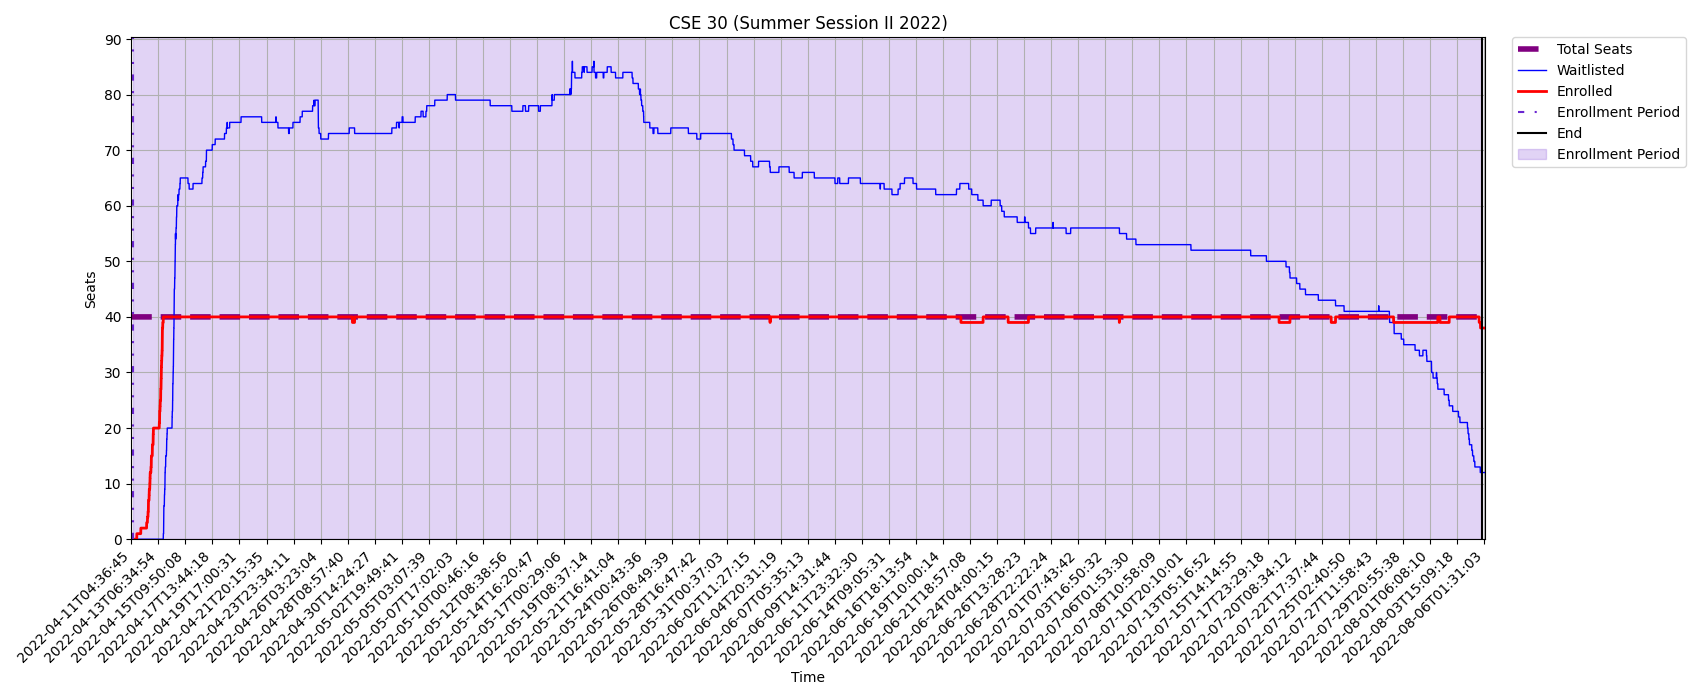 CSE 30 (Summer Session II 2022)
90
80
70
60
50
40
30
20
10
0
Seats
2022-04-11T04:36:45
2022-04-13T06:34:54
2022-04-15T09:50:08
2022-04-17T13:44:18
2022-04-19T17:00:31
2022-04-21T20:15:35
2022-04-23T23:34:11
2022-04-26T03:23:04
2022-04-28T08:57:40
2022-04-30T14:24:27
2022-05-02T19:49:41
2022-05-05T03:07:39
2022-05-07T17:02:03
2022-05-10T00:46:16
2022-05-12T08:38:56
2022-05-14T16:20:47
2022-05-17T00:29:06
2022-05-19T08:37:14
2022-05-21T16:41:04
2022-05-24T00:43:36
2022-05-26T08:49:39
2022-05-28T16:47:42
2022-05-31T00:37:03
2022-06-02T11:27:15
2022-06-04T20:31:19
2022-06-07T05:35:13
2022-06-09T14:31:44
2022-06-11T23:32:30
2022-06-14T09:05:31
2022-06-16T18:13:54
2022-06-19T10:00:14
2022-06-21T18:57:08
2022-06-24T04:00:15
2022-06-26T13:28:23
2022-06-28T22:22:24
2022-07-01T07:43:42
2022-07-03T16:50:32
2022-07-06T01:53:30
2022-07-08T10:58:09
2022-07-10T20:10:01
2022-07-13T05:16:52
2022-07-15T14:14:55
2022-07-17T23:29:18
2022-07-20T08:34:12
2022-07-22T17:37:44
2022-07-25T02:40:50
2022-07-27T11:58:43
2022-07-29T20:55:38
2022-08-01T06:08:10
2022-08-03T15:09:18
2022-08-06T01:31:03
Time
Total Seats
Waitlisted
Enrolled
Enrollment Period
End
Enrollment Period